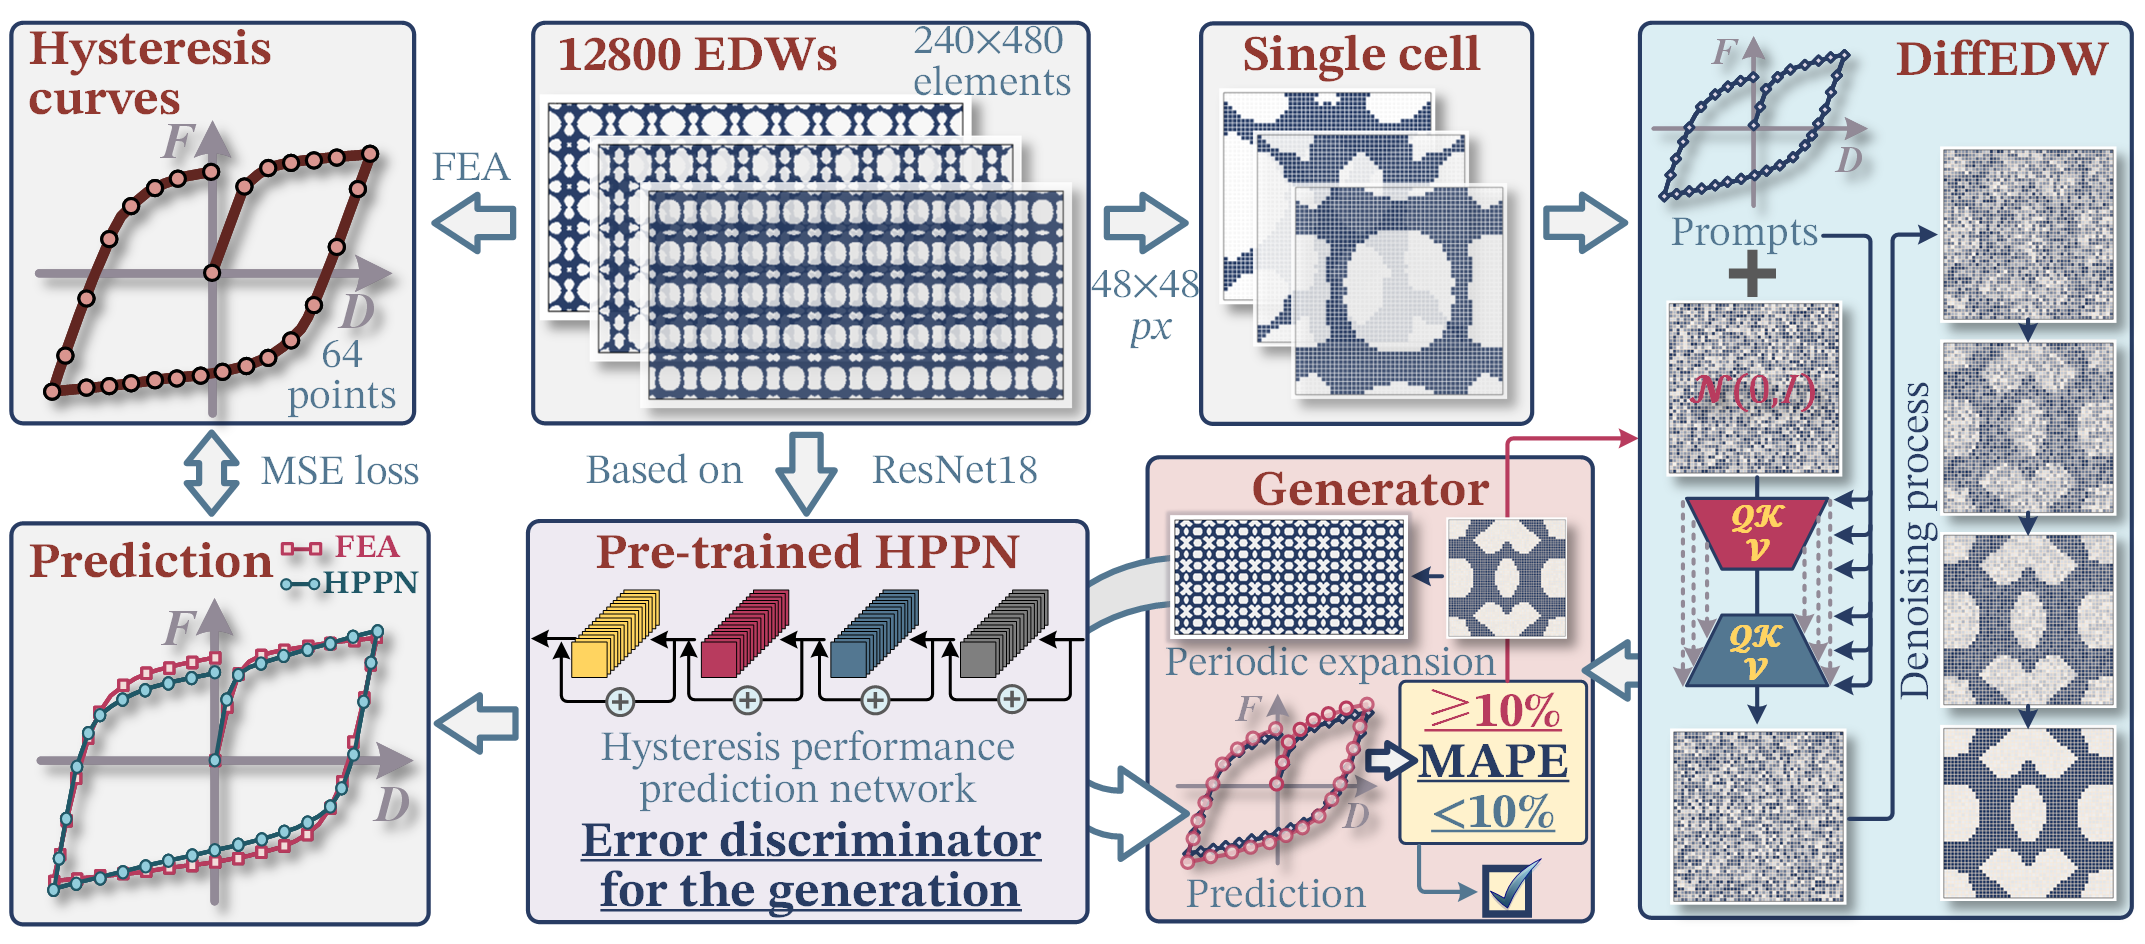 Hysteresis
curves
F
D
64
points
FEA
12800 EDWs
240×480
elements
48×48
px
Single cell
DiffEDW
F
D
Prompts
+
𝒩(0,I)
QK
V
QK
V
Denoising process
MSE loss
Based on
ResNet18
Prediction
FEA
HPPN
F
D
Pre-trained HPPN
+
+
+
+
Hysteresis performance
prediction network
Error discriminator
for the generation
Generator
Periodic expansion
F
D
Prediction
≥10%
MAPE
<10%